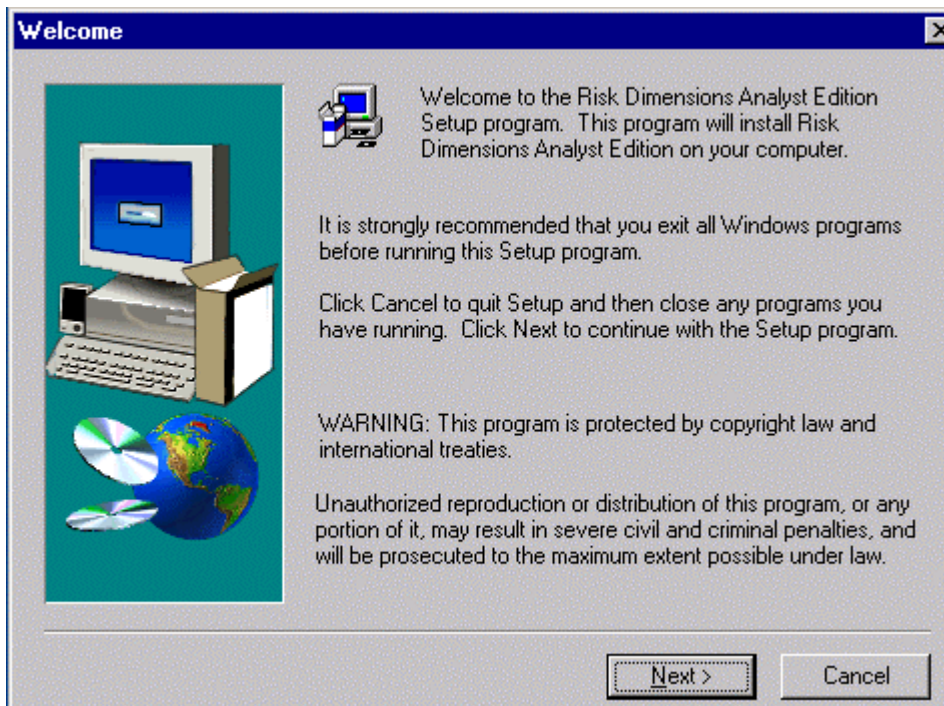 Welcome
Welcome to the Risk Dimensions Analyst Edition
Setup program. This program will install Risk
Dimensions Analyst Edition on your computer.
It is strongly recommended that you exit all Windows programs
before running this Setup program.
Click Cancel to quit Setup and then close any programs you
have running. Click Next to continue with the Setup program.
WARNING: This program is protected by copyright law and
international treaties.
Unauthorized reproduction or distribution of this program, or any
portion of it, may result in severe civil and criminal penalties, and
will be prosecuted to the maximum extent possible under law.
Next >
Cancel